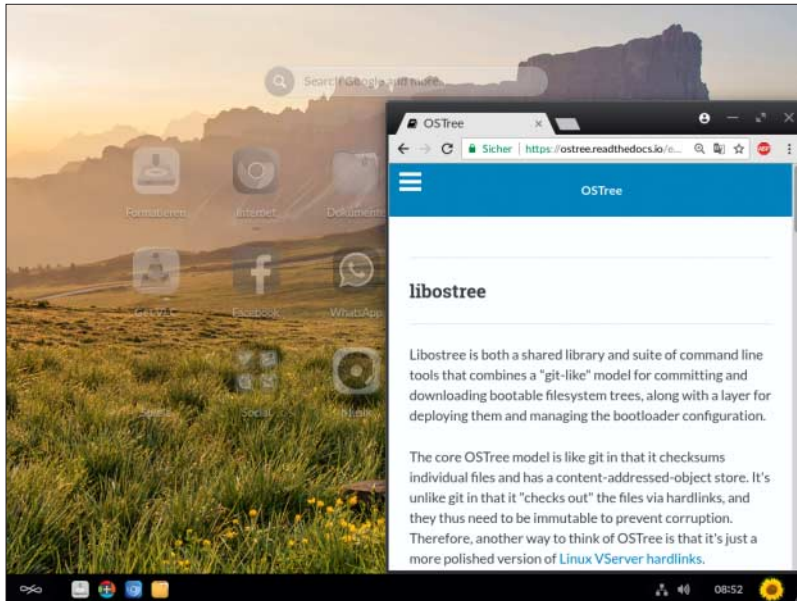 Search Google and more...
OSTree
Sicher | https://ostree.readthedocs.io/e...
ABP
OSTree
Formatieren
Internet
Dokumente
libostree
Get VLC
Facebook
WhatsApp
Libostree is both a shared library and suite of command line
tools that combines a "git-like" model for committing and
downloading bootable filesystem trees, along with a layer for
deploying them and managing the bootloader configuration.
Spiele
Social
Musik
The core OSTree model is like git in that it checksums
individual files and has a content-addressed-object store. It's
unlike git in that it "checks out" the files via hardlinks, and
they thus need to be immutable to prevent corruption.
Therefore, another way to think of OSTree is that it's just a
more polished version of Linux VServer hardlinks.
08:52